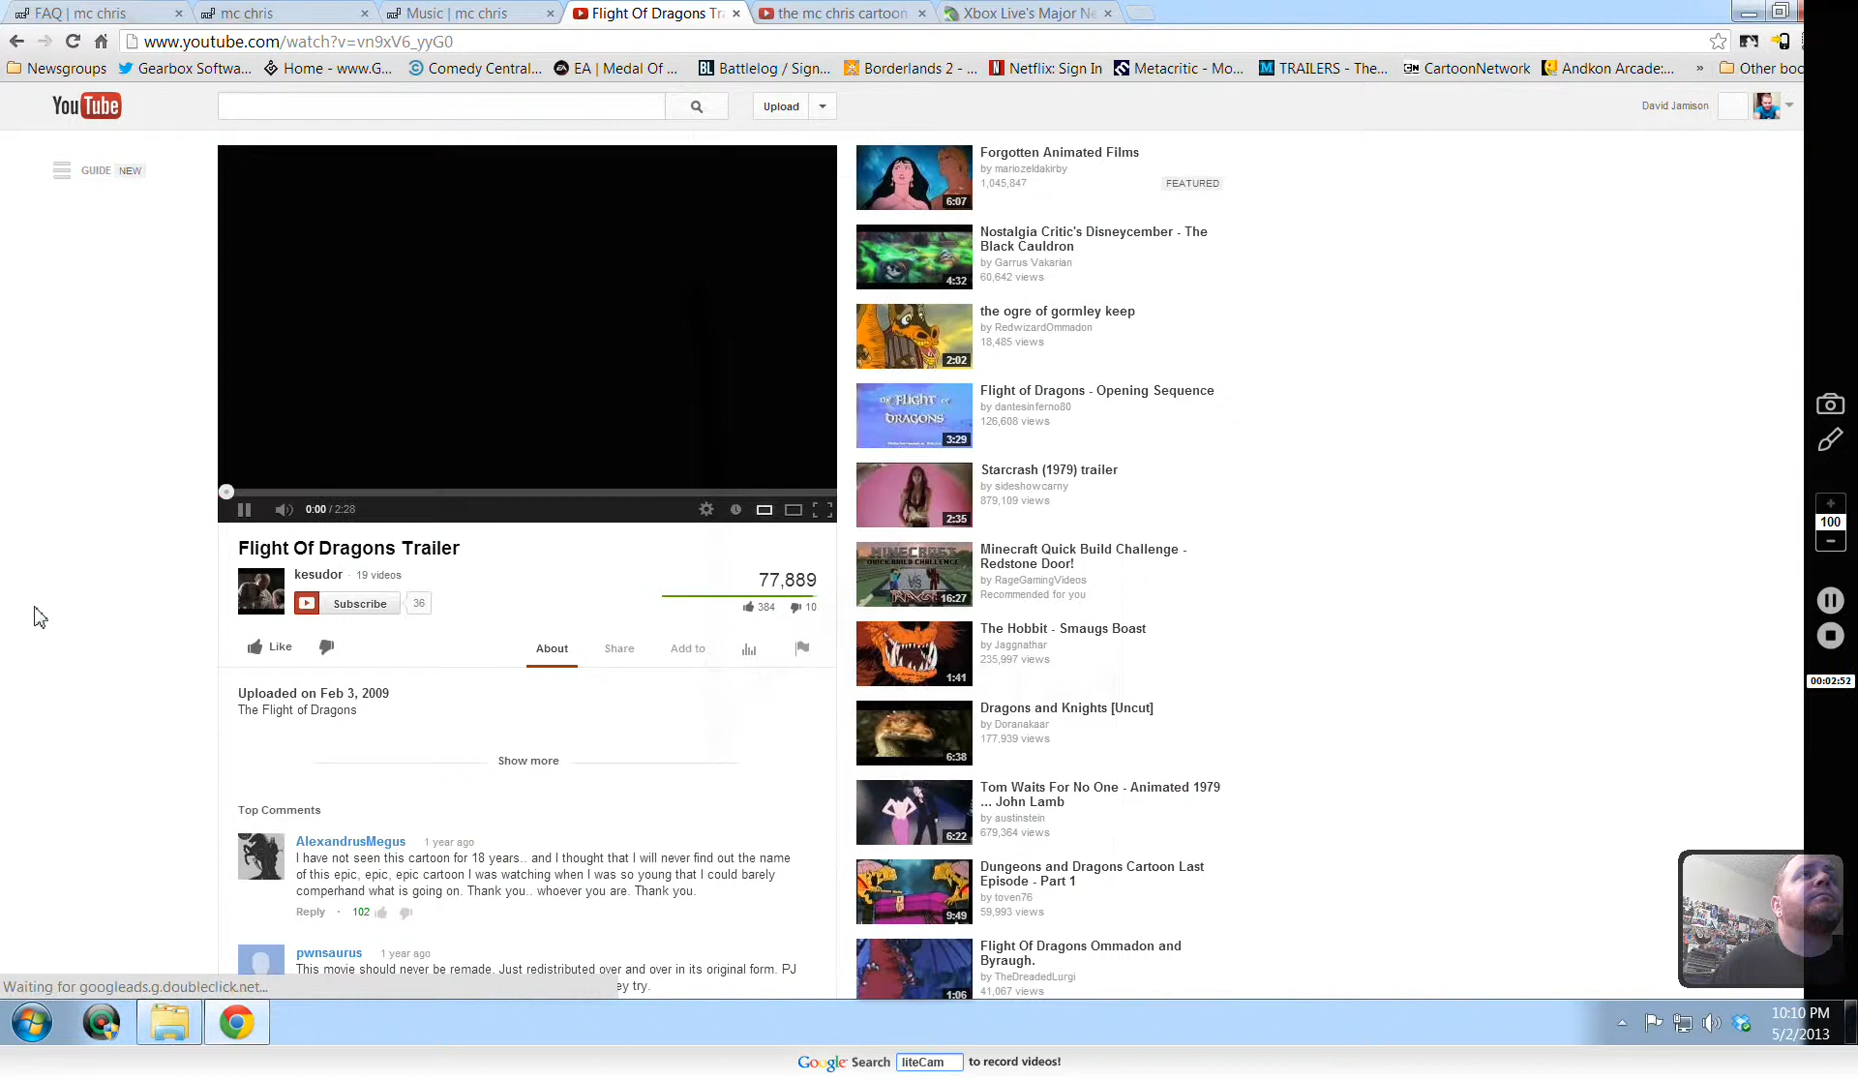 FAQ | mc chris
mc chris
Music | mc chris
Flight Of Dragons Tr
the mc chris cartoon
Xbox Live's Major Ne
www.youtube.com/watch?v=vn9xV6_yyG0
Newsgroups
Gearbox Softwa...
Home - www.G...
Comedy Central...
EA | Medal Of ...
Battlelog / Sign...
Borderlands 2 - ...
Netflix: Sign In
Metacritic - Mo...
TRAILERS - The...
CartoonNetwork
Andkon Arcade:...
»
Other boo
YouTube
Upload
David Jamison
GUIDE NEW
0:00 / 2:28
Flight Of Dragons Trailer
kesudor · 19 videos
Subscribe 36
77,889
384 10
Like
About
Share
Add to
Uploaded on Feb 3, 2009
The Flight of Dragons
Show more
Top Comments
AlexandrusMegus 1 year ago
I have not seen this cartoon for 18 years.. and I thought that I will never find out the name
of this epic, epic, epic cartoon I was watching when I was so young that I could barely
comperhand what is going on. Thank you.. whoever you are. Thank you.
Reply · 102
pwnsaurus 1 year ago
This movie should never be remade. Just redistributed over and over in its original form. PJ
ey try.
Waiting for googleads.g.doubleclick.net...
Forgotten Animated Films
by mariozeldakirby
1,045,847
FEATURED
6:07
Nostalgia Critic's Disneycember - The
Black Cauldron
by Garrus Vakarian
60,642 views
4:32
the ogre of gormley keep
by RedwizardOmmadon
18,485 views
2:02
Flight of Dragons - Opening Sequence
by dantesinferno80
126,608 views
THE FLIGHT OF
DRAGONS
3:29
Starcrash (1979) trailer
by sideshowcarny
879,109 views
2:35
Minecraft Quick Build Challenge -
Redstone Door!
by RageGamingVideos
Recommended for you
MINECRAFT
QUICK BUILD CHALLENGE
VS
RAGE
16:27
The Hobbit - Smaugs Boast
by Jaggnathar
235,997 views
1:41
Dragons and Knights [Uncut]
by Doranakaar
177,939 views
6:38
Tom Waits For No One - Animated 1979
... John Lamb
by austinstein
679,364 views
6:22
Dungeons and Dragons Cartoon Last
Episode - Part 1
by toven76
59,993 views
9:49
Flight Of Dragons Ommadon and
Byraugh.
by TheDreadedLurgi
41,067 views
1:06
100
00:02:52
10:10 PM
5/2/2013
Google Search liteCam to record videos!